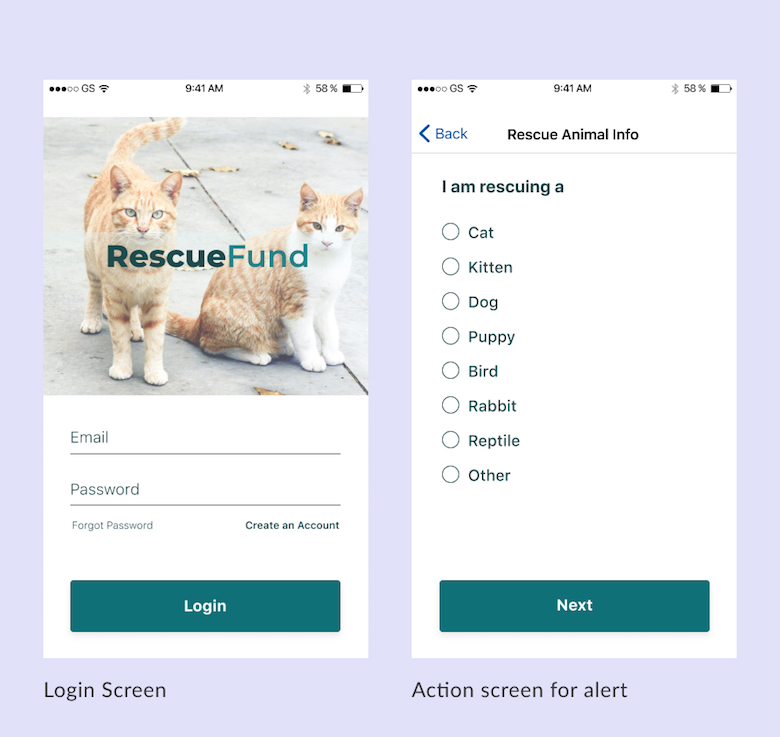 GS 9:41 AM 58 %
RescueFund
Email
Password
Forgot Password Create an Account
Login
Login Screen
GS 9:41 AM 58 %
Back Rescue Animal Info
I am rescuing a
Cat
Kitten
Dog
Puppy
Bird
Rabbit
Reptile
Other
Next
Action screen for alert